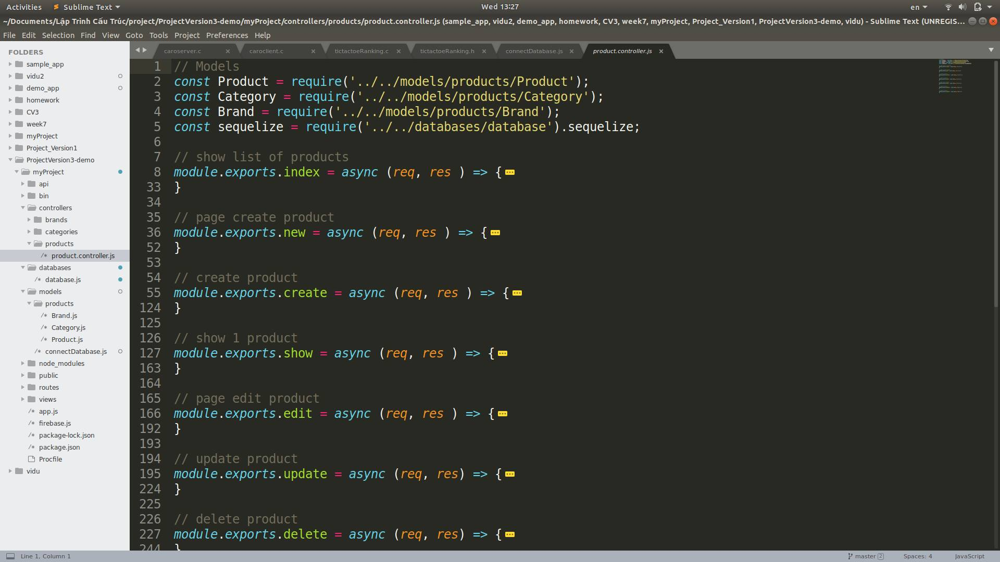 Activities Sublime Text Wed 13:27 en
~/Documents/Lập Trình Cấu Trúc/project/ProjectVersion3-demo/myProject/controllers/products/product.controller.js (sample_app, vidu2, demo_app, homework, CV3, week7, myProject, Project_Version1, ProjectVersion3-demo, vidu) - Sublime Text (UNREGIS...
File Edit Selection Find View Goto Tools Project Preferences Help
FOLDERS
sample_app
vidu2
demo_app
homework
CV3
week7
myProject
Project_Version1
ProjectVersion3-demo
myProject
api
bin
controllers
brands
categories
products
/* product.controller.js
databases
/* database.js
models
products
/* Brand.js
/* Category.js
/* Product.js
/* connectDatabase.js
node_modules
public
routes
views
/* app.js
/* firebase.js
/* package-lock.json
/* package.json
Procfile
vidu
caroserver.c × caroclient.c × tictactoeRanking.c × tictactoeRanking.h × connectDatabase.js × product.controller.js ×
1 // Models
2 const Product = require('../../models/products/Product');
3 const Category = require('../../models/products/Category');
4 const Brand = require('../../models/products/Brand');
5 const sequelize = require('../../databases/database').sequelize;
6
7 // show list of products
8 module.exports.index = async (req, res ) => {
33 }
34
35 // page create product
36 module.exports.new = async (req, res ) => {
52 }
53
54 // create product
55 module.exports.create = async (req, res ) => {
124 }
125
126 // show 1 product
127 module.exports.show = async (req, res ) => {
163 }
164
165 // page edit product
166 module.exports.edit = async (req, res ) => {
192 }
193
194 // update product
195 module.exports.update = async (req, res) => {
224 }
225
226 // delete product
227 module.exports.delete = async (req, res) => {
244 }
Line 1, Column 1 master 2 Spaces: 4 JavaScript